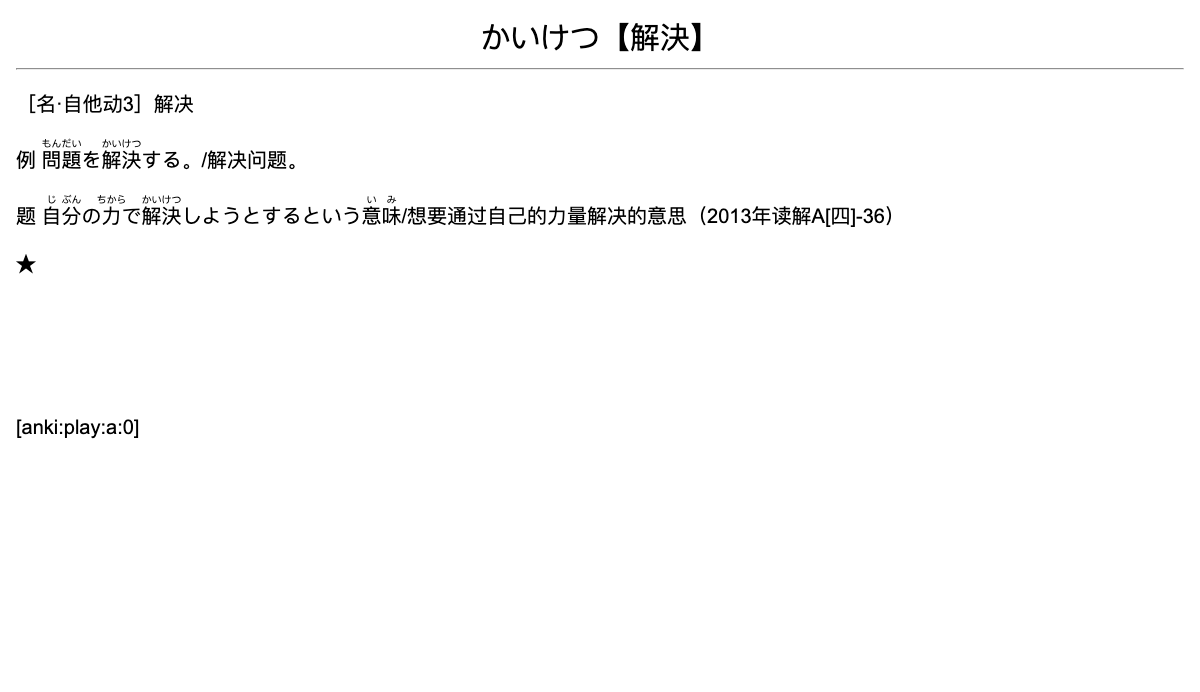 かいけつ【解決】
［名·自他动3］解决
もんだい かいけつ
例 問題を解決する。/解决问题。
じ ぶん ちから かいけつ い み
题 自分の力で解決しようとするという意味/想要通过自己的力量解决的意思（2013年读解A[四]-36）
★
[anki:play:a:0]